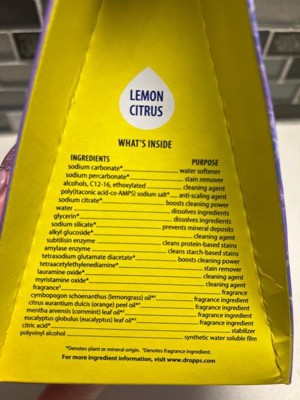 LEMON
CITRUS
WHAT'S INSIDE
INGREDIENTS PURPOSE
sodium carbonate* water softener
sodium percarbonate* stain remover
alcohols, C12-16, ethoxylated cleaning agent
poly(itaconic acid-co-AMPS) sodium salt* anti-scaling agent
sodium citrate* boosts cleaning power
water dissolves ingredients
glycerin* dissolves ingredients
sodium silicate* prevents mineral deposits
alkyl glucoside* cleaning agent
subtilisin enzyme cleans protein-based stains
amylase enzyme cleans starch-based stains
tetrasodium glutamate diacetate* boosts cleaning power
tetraacetylethylenediamine* stain remover
lauramine oxide* cleaning agent
myristamine oxide* cleaning agent
fragrance* fragrance
cymbopogon schoenanthus (lemongrass) oil*† fragrance ingredient
citrus aurantium dulcis (orange) peel oil*† fragrance ingredient
mentha arvensis (cornmint) leaf oil*† fragrance ingredient
eucalyptus globulus (eucalyptus) leaf oil*† fragrance ingredient
citric acid* stabilizer
polyvinyl alcohol synthetic water soluble film
*Denotes plant or mineral origin. †Denotes fragrance ingredient.
For more ingredient information, visit www.dropps.com